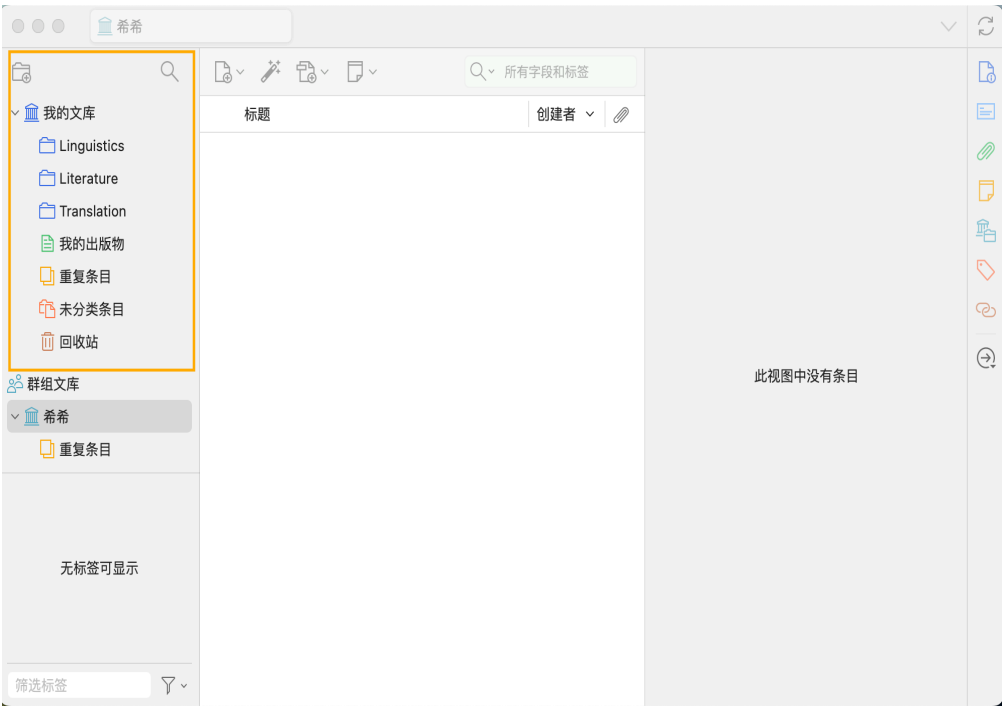 希希
所有字段和标签
我的文库
Linguistics
Literature
Translation
我的出版物
重复条目
未分类条目
回收站
群组文库
希希
重复条目
无标签可显示
筛选标签
标题
创建者
此视图中没有条目